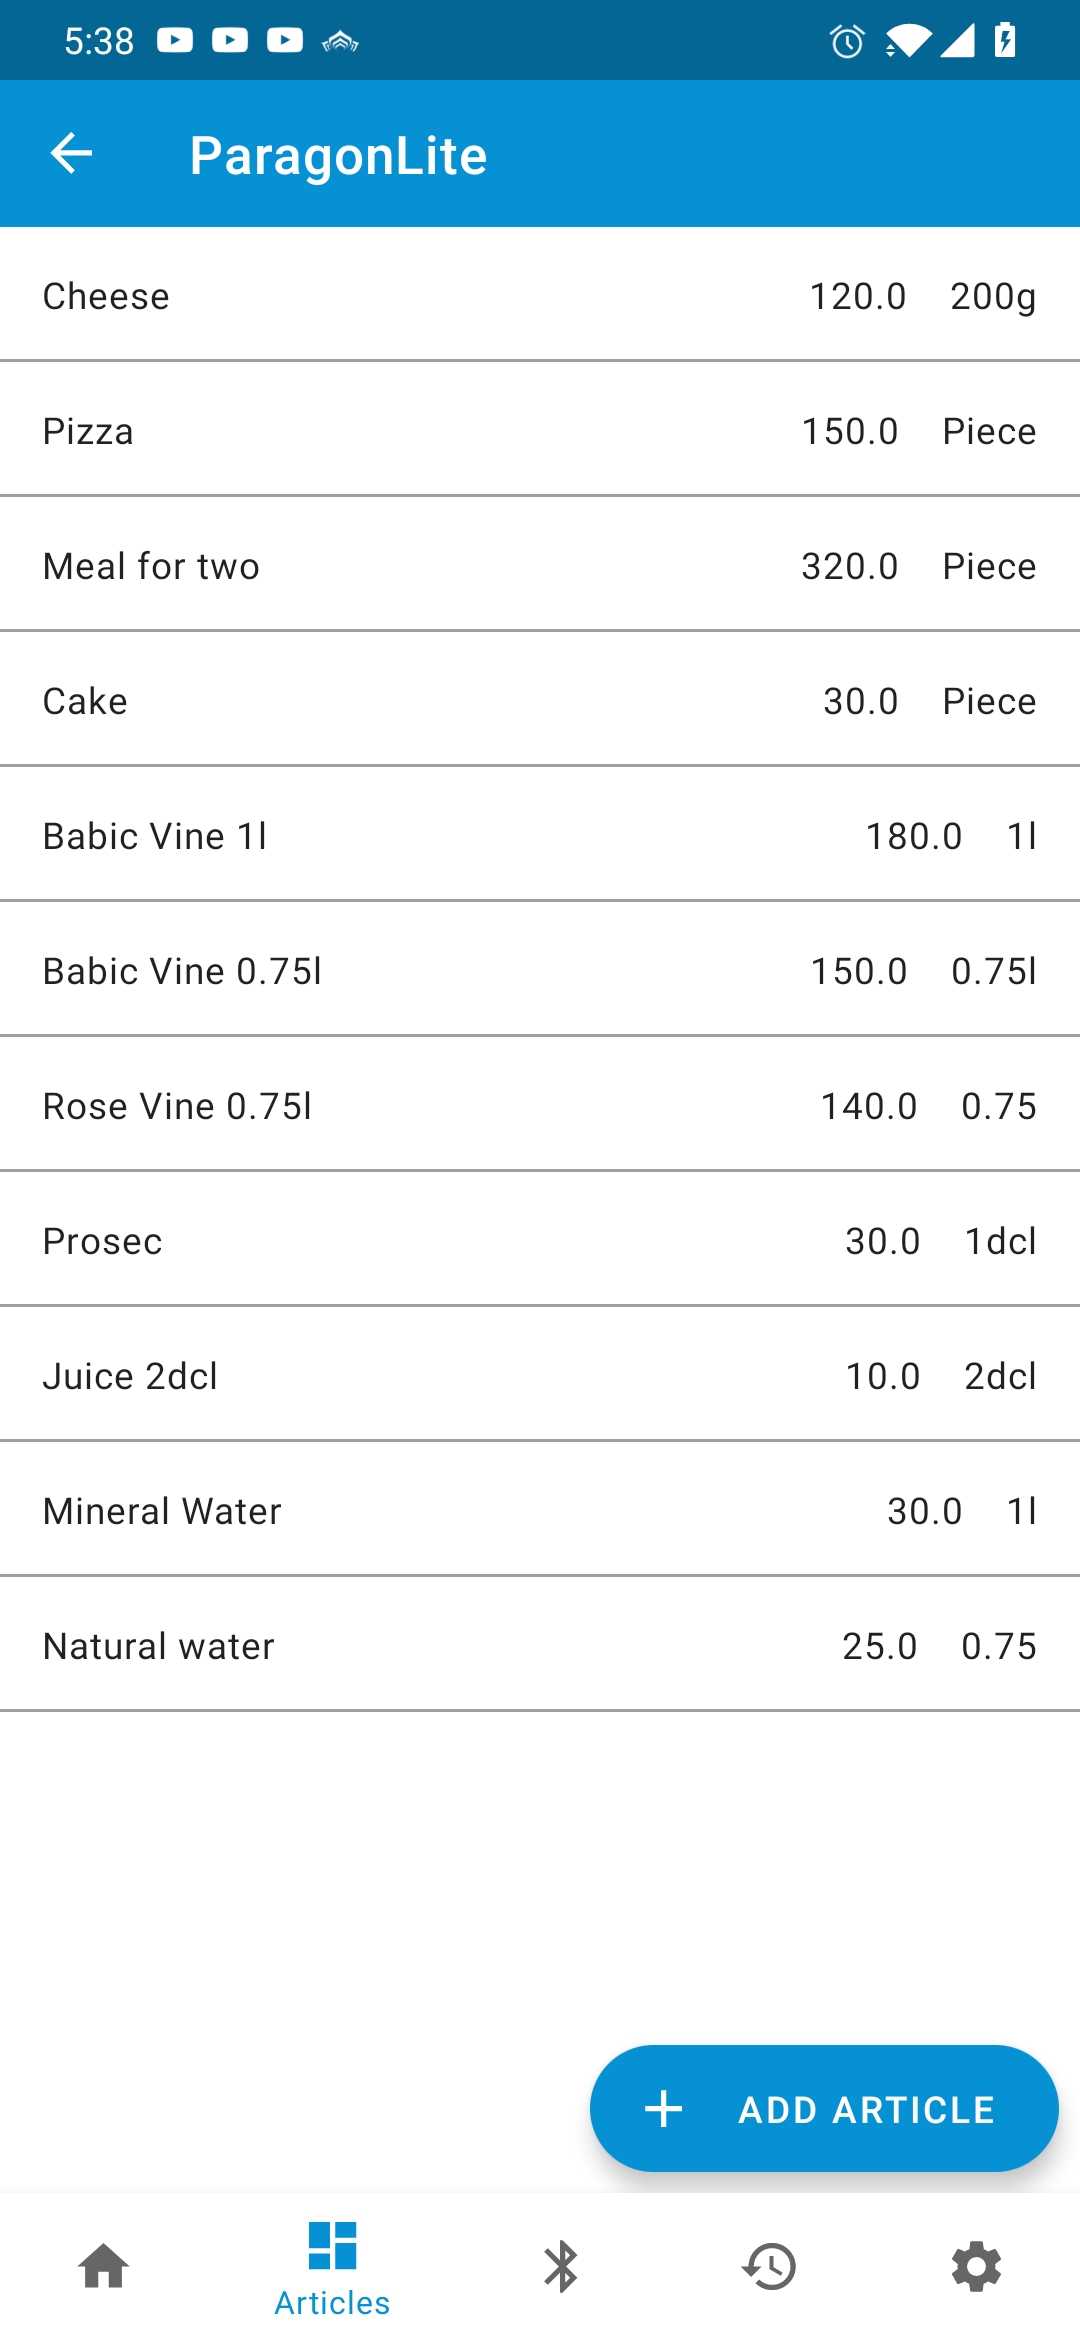 5:38
ParagonLite
Cheese 120.0 200g
Pizza 150.0 Piece
Meal for two 320.0 Piece
Cake 30.0 Piece
Babic Vine 1l 180.0 1l
Babic Vine 0.75l 150.0 0.75l
Rose Vine 0.75l 140.0 0.75
Prosec 30.0 1dcl
Juice 2dcl 10.0 2dcl
Mineral Water 30.0 1l
Natural water 25.0 0.75
ADD ARTICLE
Articles